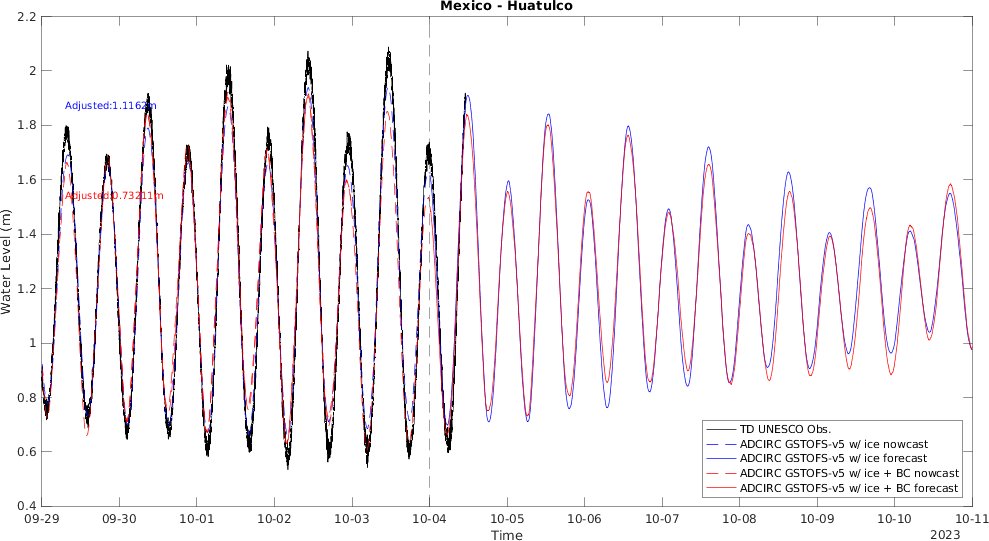 Mexico - Huatulco
2.2
2
1.8
1.6
1.4
1.2
1
0.8
0.6
0.4
Water Level (m)
Adjusted:1.1162m
Adjusted:0.73211m
TD UNESCO Obs.
ADCIRC GSTOFS-v5 w/ ice nowcast
ADCIRC GSTOFS-v5 w/ ice forecast
ADCIRC GSTOFS-v5 w/ ice + BC nowcast
ADCIRC GSTOFS-v5 w/ ice + BC forecast
09-29 09-30 10-01 10-02 10-03 10-04 10-05 10-06 10-07 10-08 10-09 10-10 10-11
Time
2023